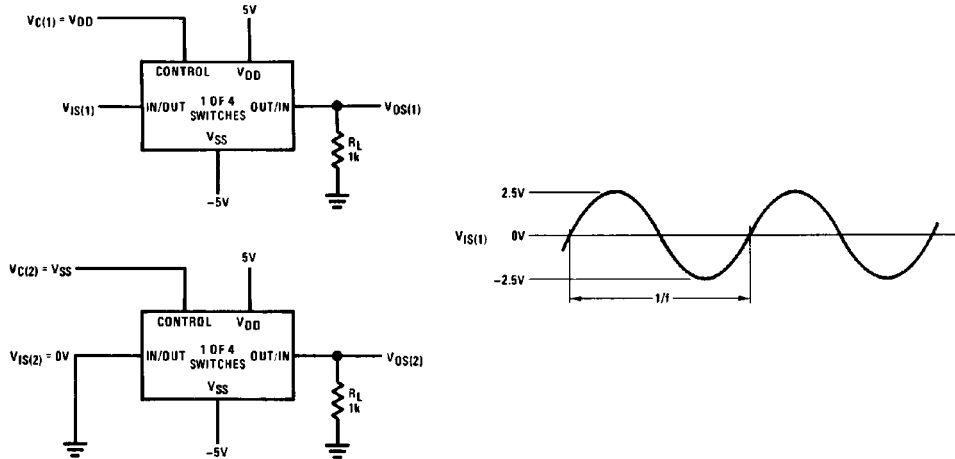 VC(1) = VDD
5V
CONTROL VDD
VIS(1)
IN/OUT 1 OF 4 OUT/IN
SWITCHES
VOS(1)
VSS
RL
1k
-5V
VC(2) = VSS
5V
CONTROL VDD
VIS(2) = 0V
IN/OUT 1 OF 4 OUT/IN
SWITCHES
VOS(2)
VSS
RL
1k
-5V
2.5V
VIS(1) 0V
-2.5V
1/f